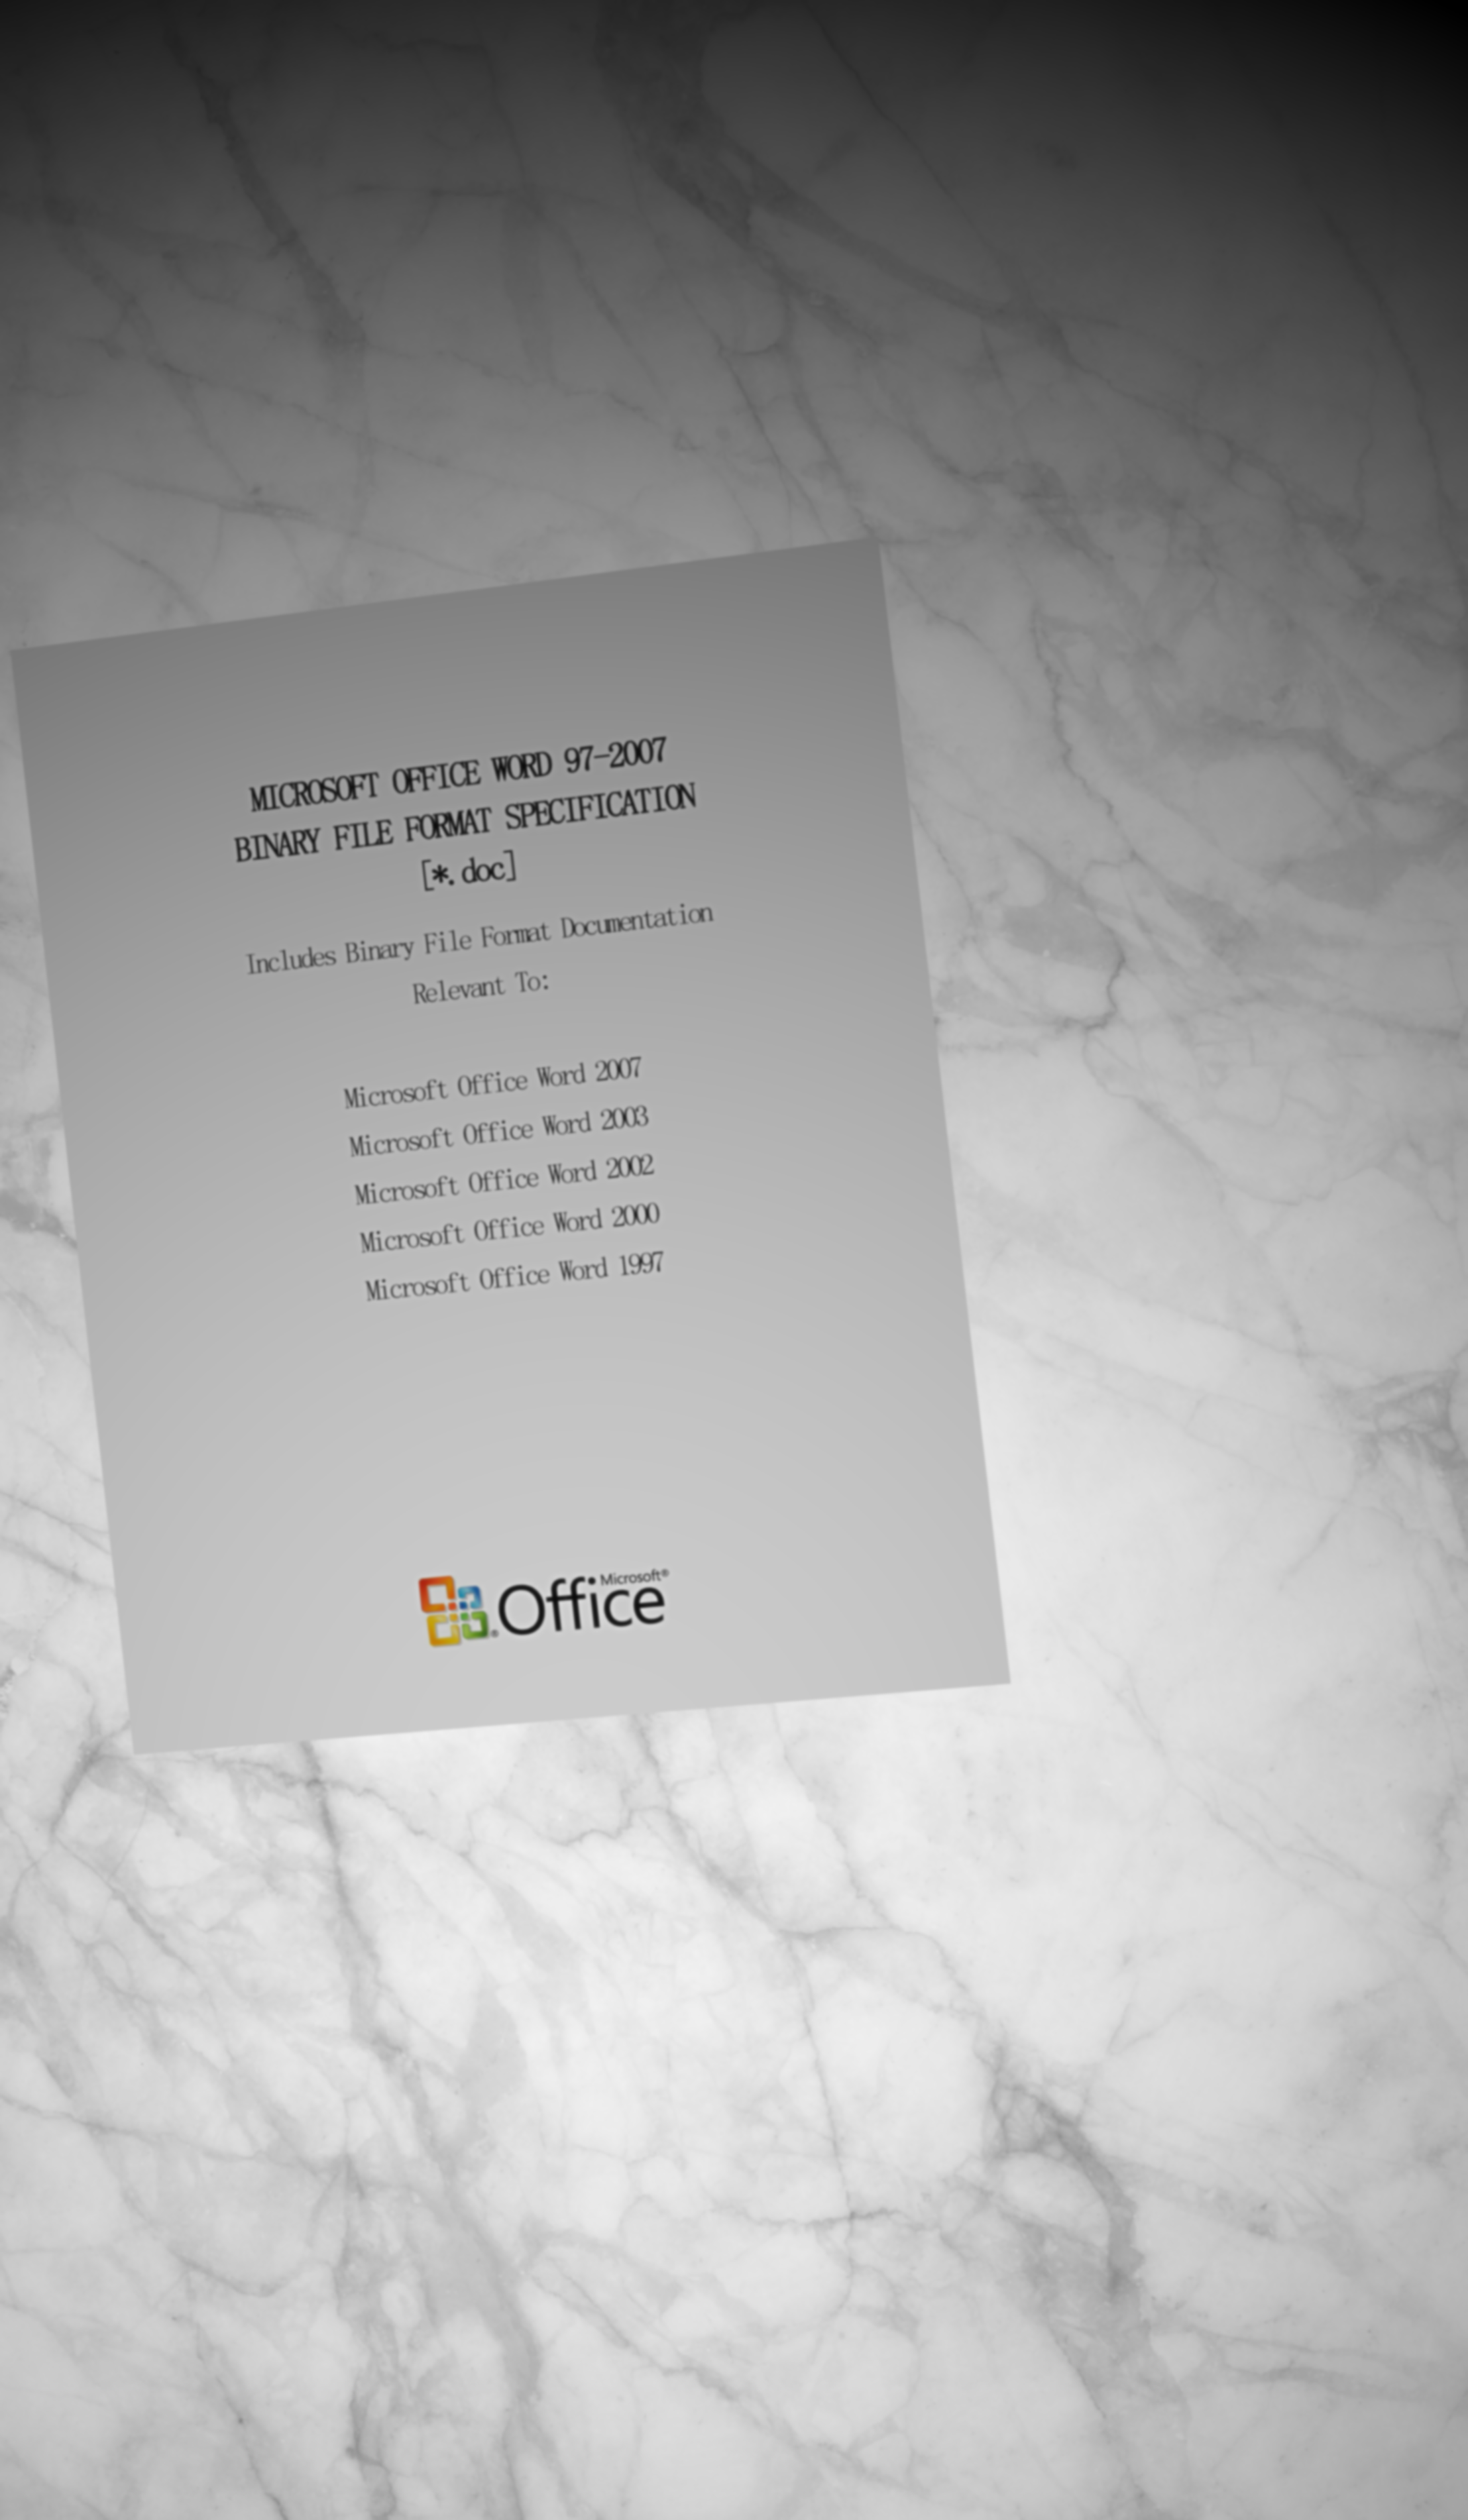 MICROSOFT OFFICE WORD 97-2007
BINARY FILE FORMAT SPECIFICATION
[*.doc]
Includes Binary File Format Documentation
Relevant To:
Microsoft Office Word 2007
Microsoft Office Word 2003
Microsoft Office Word 2002
Microsoft Office Word 2000
Microsoft Office Word 1997
Microsoft®
®Office